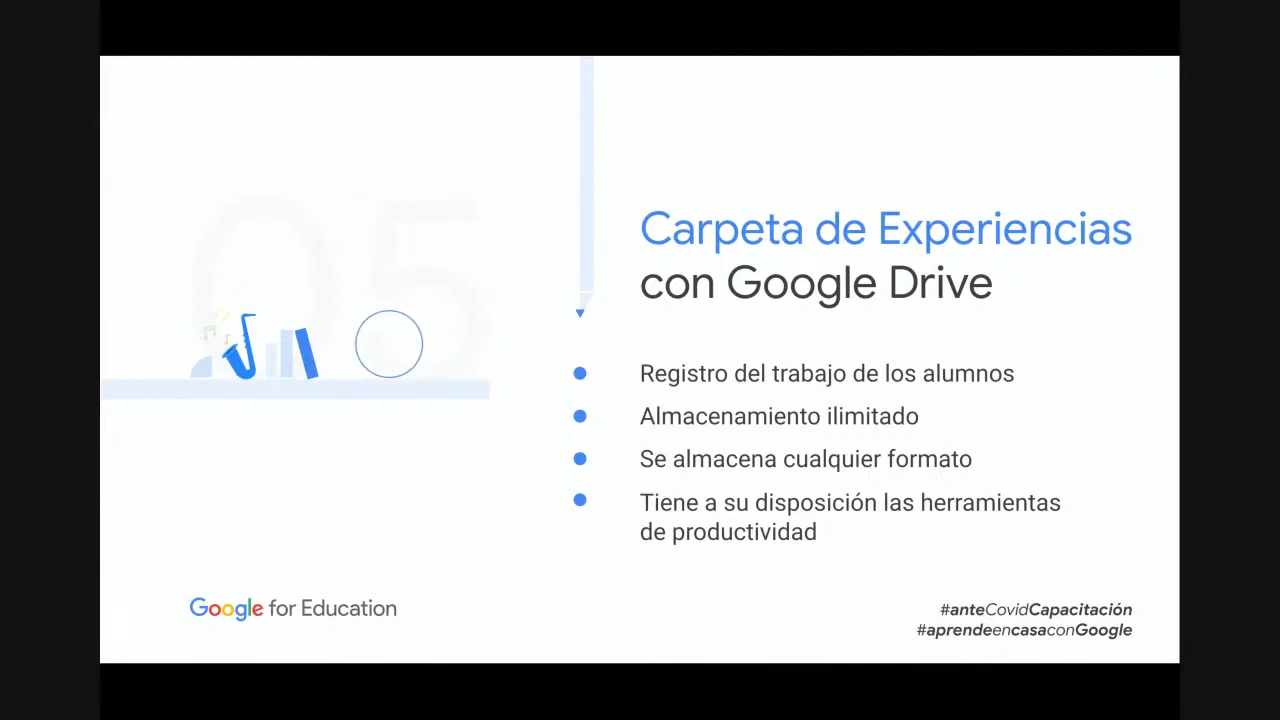 05
Carpeta de Experiencias
con Google Drive
Registro del trabajo de los alumnos
Almacenamiento ilimitado
Se almacena cualquier formato
Tiene a su disposición las herramientas
de productividad
Google for Education
#anteCovidCapacitación
#aprendeencasaconGoogle